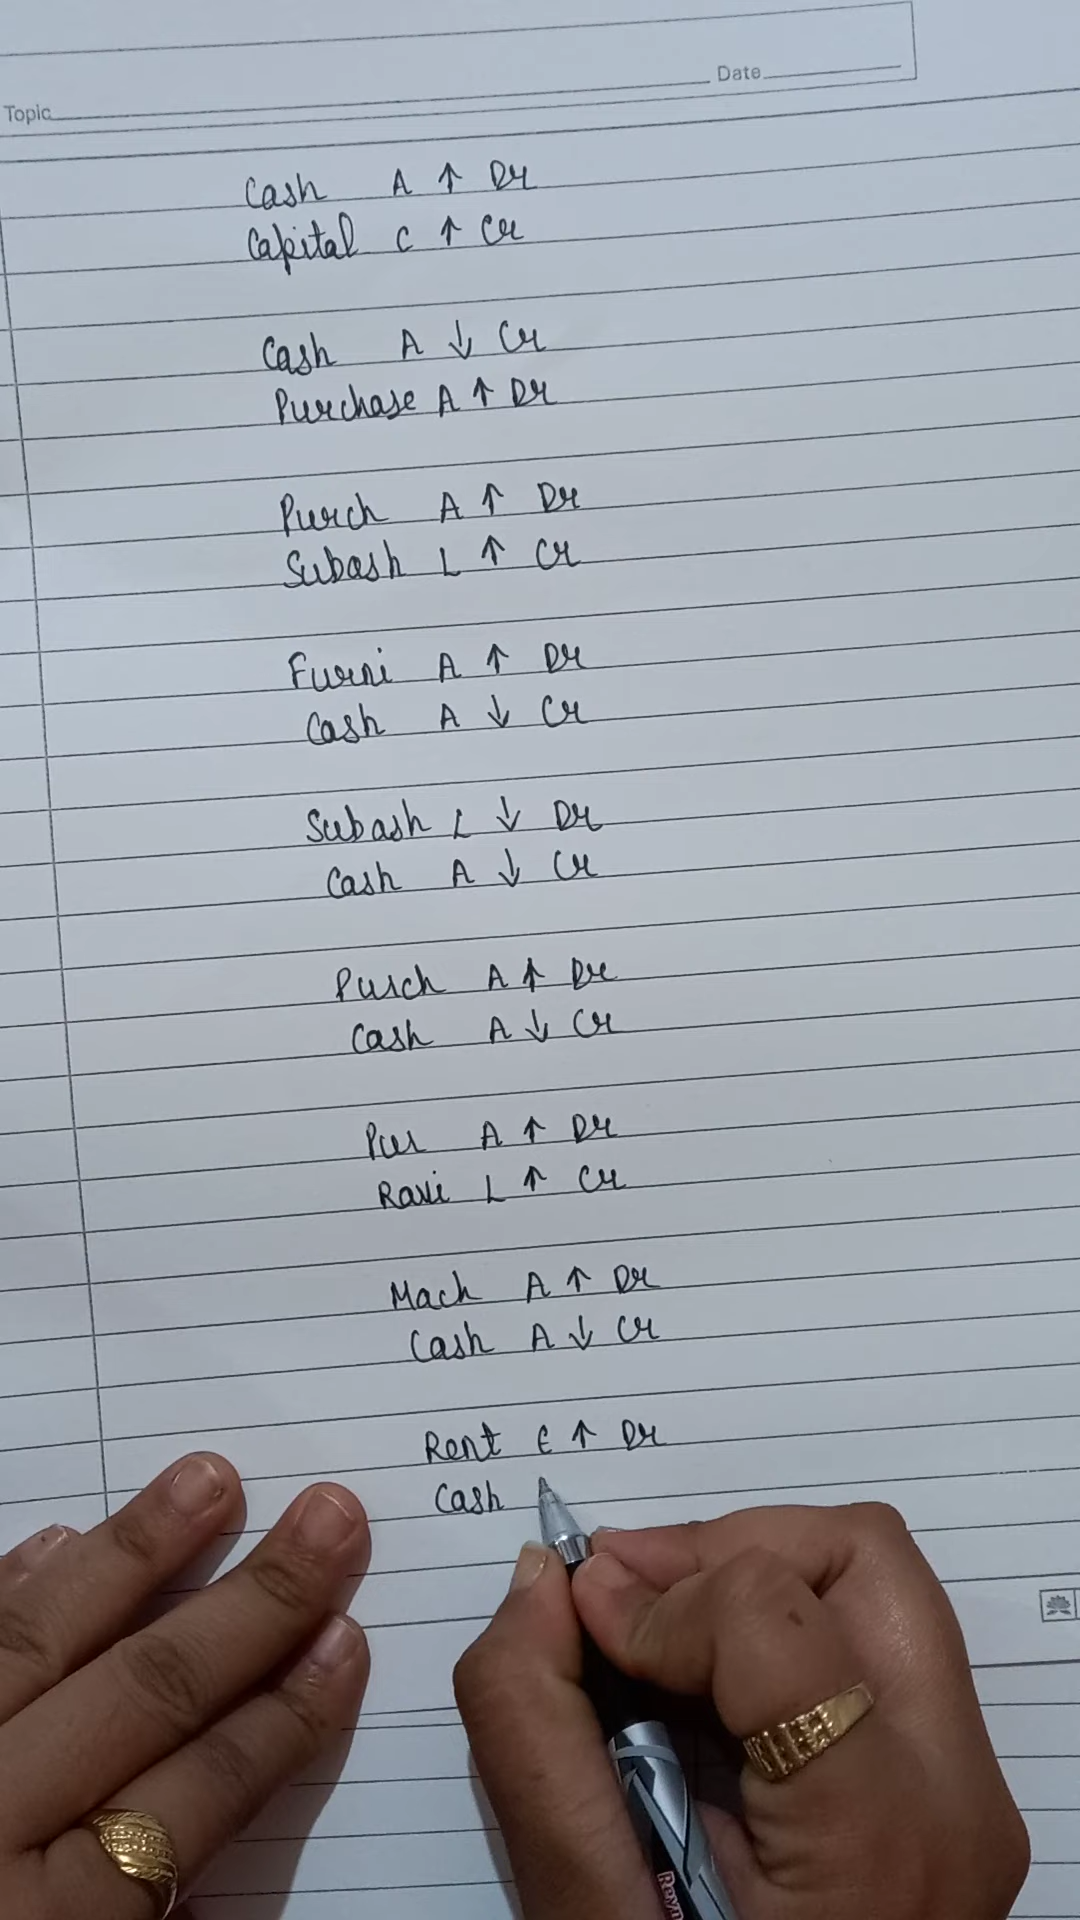 Topic
Date
Cash A ↑ Dr
Capital C ↑ Cr
Cash A ↓ Cr
Purchase A ↑ Dr
Purch A ↑ Dr
Subash L ↑ Cr
Furni A ↑ Dr
Cash A ↓ Cr
Subash L ↓ Dr
Cash A ↓ Cr
Purch A ↑ Dr
Cash A ↓ Cr
Pur A ↑ Dr
Ravi L ↑ Cr
Mach A ↑ Dr
Cash A ↓ Cr
Rent E ↑ Dr
Cash